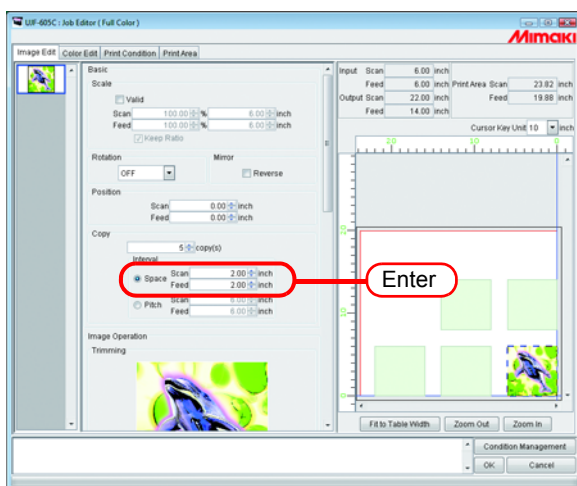 UJF-605C : Job Editor ( Full Color )
Mimaki
Image Edit Color Edit Print Condition Print Area
Basic
Scale
Valid
Scan 100.00 % 6.00 inch
Feed 100.00 % 6.00 inch
Keep Ratio
Rotation Mirror
OFF Reverse
Position
Scan 0.00 inch
Feed 0.00 inch
Copy
5 copy(s)
Interval
Space Scan 2.00 inch
Feed 2.00 inch
Pitch Scan 6.00 inch
Feed 6.00 inch
Image Operation
Trimming
Input Scan 6.00 inch
Feed 6.00 inch Print Area Scan 23.82 inch
Output Scan 22.00 inch Feed 19.88 inch
Feed 14.00 inch
Cursor Key Unit 10 inch
20 10 0
20
10
0
Enter
Fit to Table Width Zoom Out Zoom In
Condition Management
OK Cancel